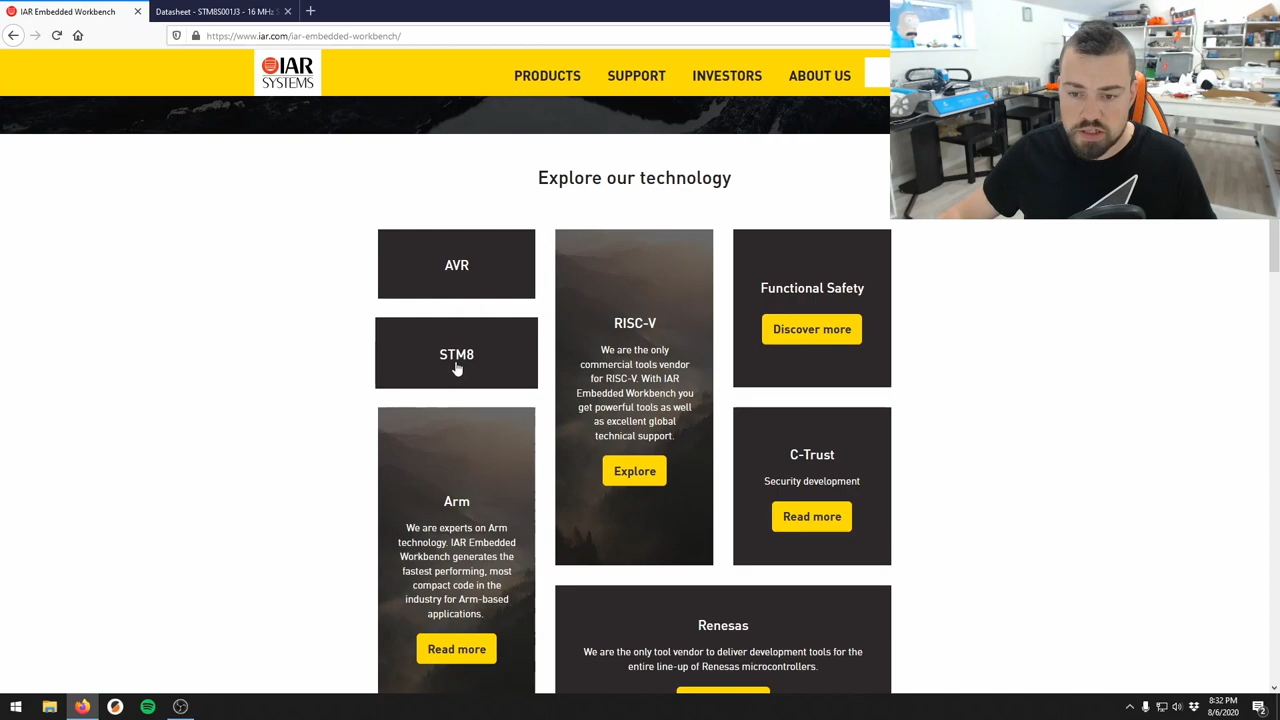 IAR Embedded Workbench
Datasheet - STM8S001J3 - 16 MHz
https://www.iar.com/iar-embedded-workbench/
IAR
SYSTEMS
PRODUCTS
SUPPORT
INVESTORS
ABOUT US
Explore our technology
AVR
STM8
Arm
We are experts on Arm
technology. IAR Embedded
Workbench generates the
fastest performing, most
compact code in the
industry for Arm-based
applications.
Read more
RISC-V
We are the only
commercial tools vendor
for RISC-V. With IAR
Embedded Workbench you
get powerful tools as well
as excellent global
technical support.
Explore
Functional Safety
Discover more
C-Trust
Security development
Read more
Renesas
We are the only tool vendor to deliver development tools for the
entire line-up of Renesas microcontrollers.
8:32 PM
8/6/2020
2